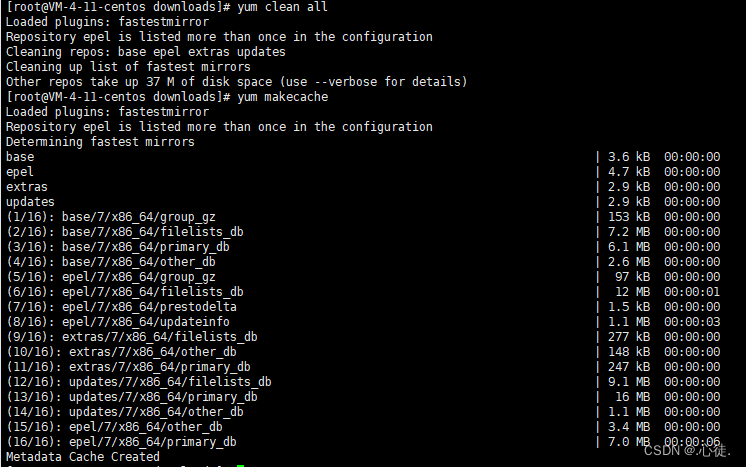 [root@VM-4-11-centos downloads]# yum clean all
Loaded plugins: fastestmirror
Repository epel is listed more than once in the configuration
Cleaning repos: base epel extras updates
Cleaning up list of fastest mirrors
Other repos take up 37 M of disk space (use --verbose for details)
[root@VM-4-11-centos downloads]# yum makecache
Loaded plugins: fastestmirror
Repository epel is listed more than once in the configuration
Determining fastest mirrors
base | 3.6 kB 00:00:00
epel | 4.7 kB 00:00:00
extras | 2.9 kB 00:00:00
updates | 2.9 kB 00:00:00
(1/16): base/7/x86_64/group_gz | 153 kB 00:00:00
(2/16): base/7/x86_64/filelists_db | 7.2 MB 00:00:00
(3/16): base/7/x86_64/primary_db | 6.1 MB 00:00:00
(4/16): base/7/x86_64/other_db | 2.6 MB 00:00:00
(5/16): epel/7/x86_64/group_gz | 97 kB 00:00:00
(6/16): epel/7/x86_64/filelists_db | 12 MB 00:00:01
(7/16): epel/7/x86_64/prestodelta | 1.5 kB 00:00:00
(8/16): epel/7/x86_64/updateinfo | 1.1 MB 00:00:03
(9/16): extras/7/x86_64/filelists_db | 277 kB 00:00:00
(10/16): extras/7/x86_64/other_db | 148 kB 00:00:00
(11/16): extras/7/x86_64/primary_db | 247 kB 00:00:00
(12/16): updates/7/x86_64/filelists_db | 9.1 MB 00:00:00
(13/16): updates/7/x86_64/primary_db | 16 MB 00:00:00
(14/16): updates/7/x86_64/other_db | 1.1 MB 00:00:00
(15/16): epel/7/x86_64/other_db | 3.4 MB 00:00:00
(16/16): epel/7/x86_64/primary_db | 7.0 MB 00:00:06
Metadata Cache Created
CSDN @心徒.